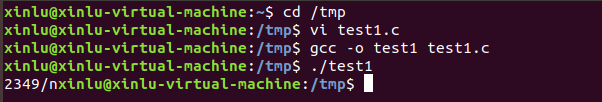 xinlu@xinlu-virtual-machine:~$ cd /tmp
xinlu@xinlu-virtual-machine:/tmp$ vi test1.c
xinlu@xinlu-virtual-machine:/tmp$ gcc -o test1 test1.c
xinlu@xinlu-virtual-machine:/tmp$ ./test1
2349/nxinlu@xinlu-virtual-machine:/tmp$